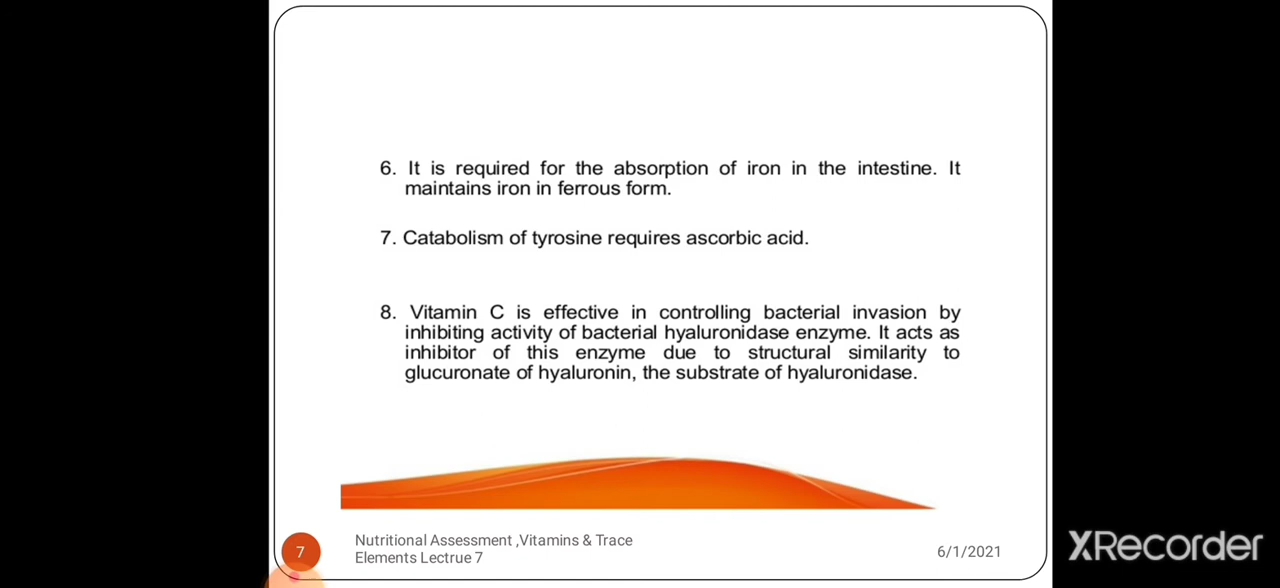 6. It is required for the absorption of iron in the intestine. It
maintains iron in ferrous form.
7. Catabolism of tyrosine requires ascorbic acid.
8. Vitamin C is effective in controlling bacterial invasion by
inhibiting activity of bacterial hyaluronidase enzyme. It acts as
inhibitor of this enzyme due to structural similarity to
glucuronate of hyaluronin, the substrate of hyaluronidase.
7
Nutritional Assessment ,Vitamins & Trace
Elements Lectrue 7
6/1/2021
XRecorder